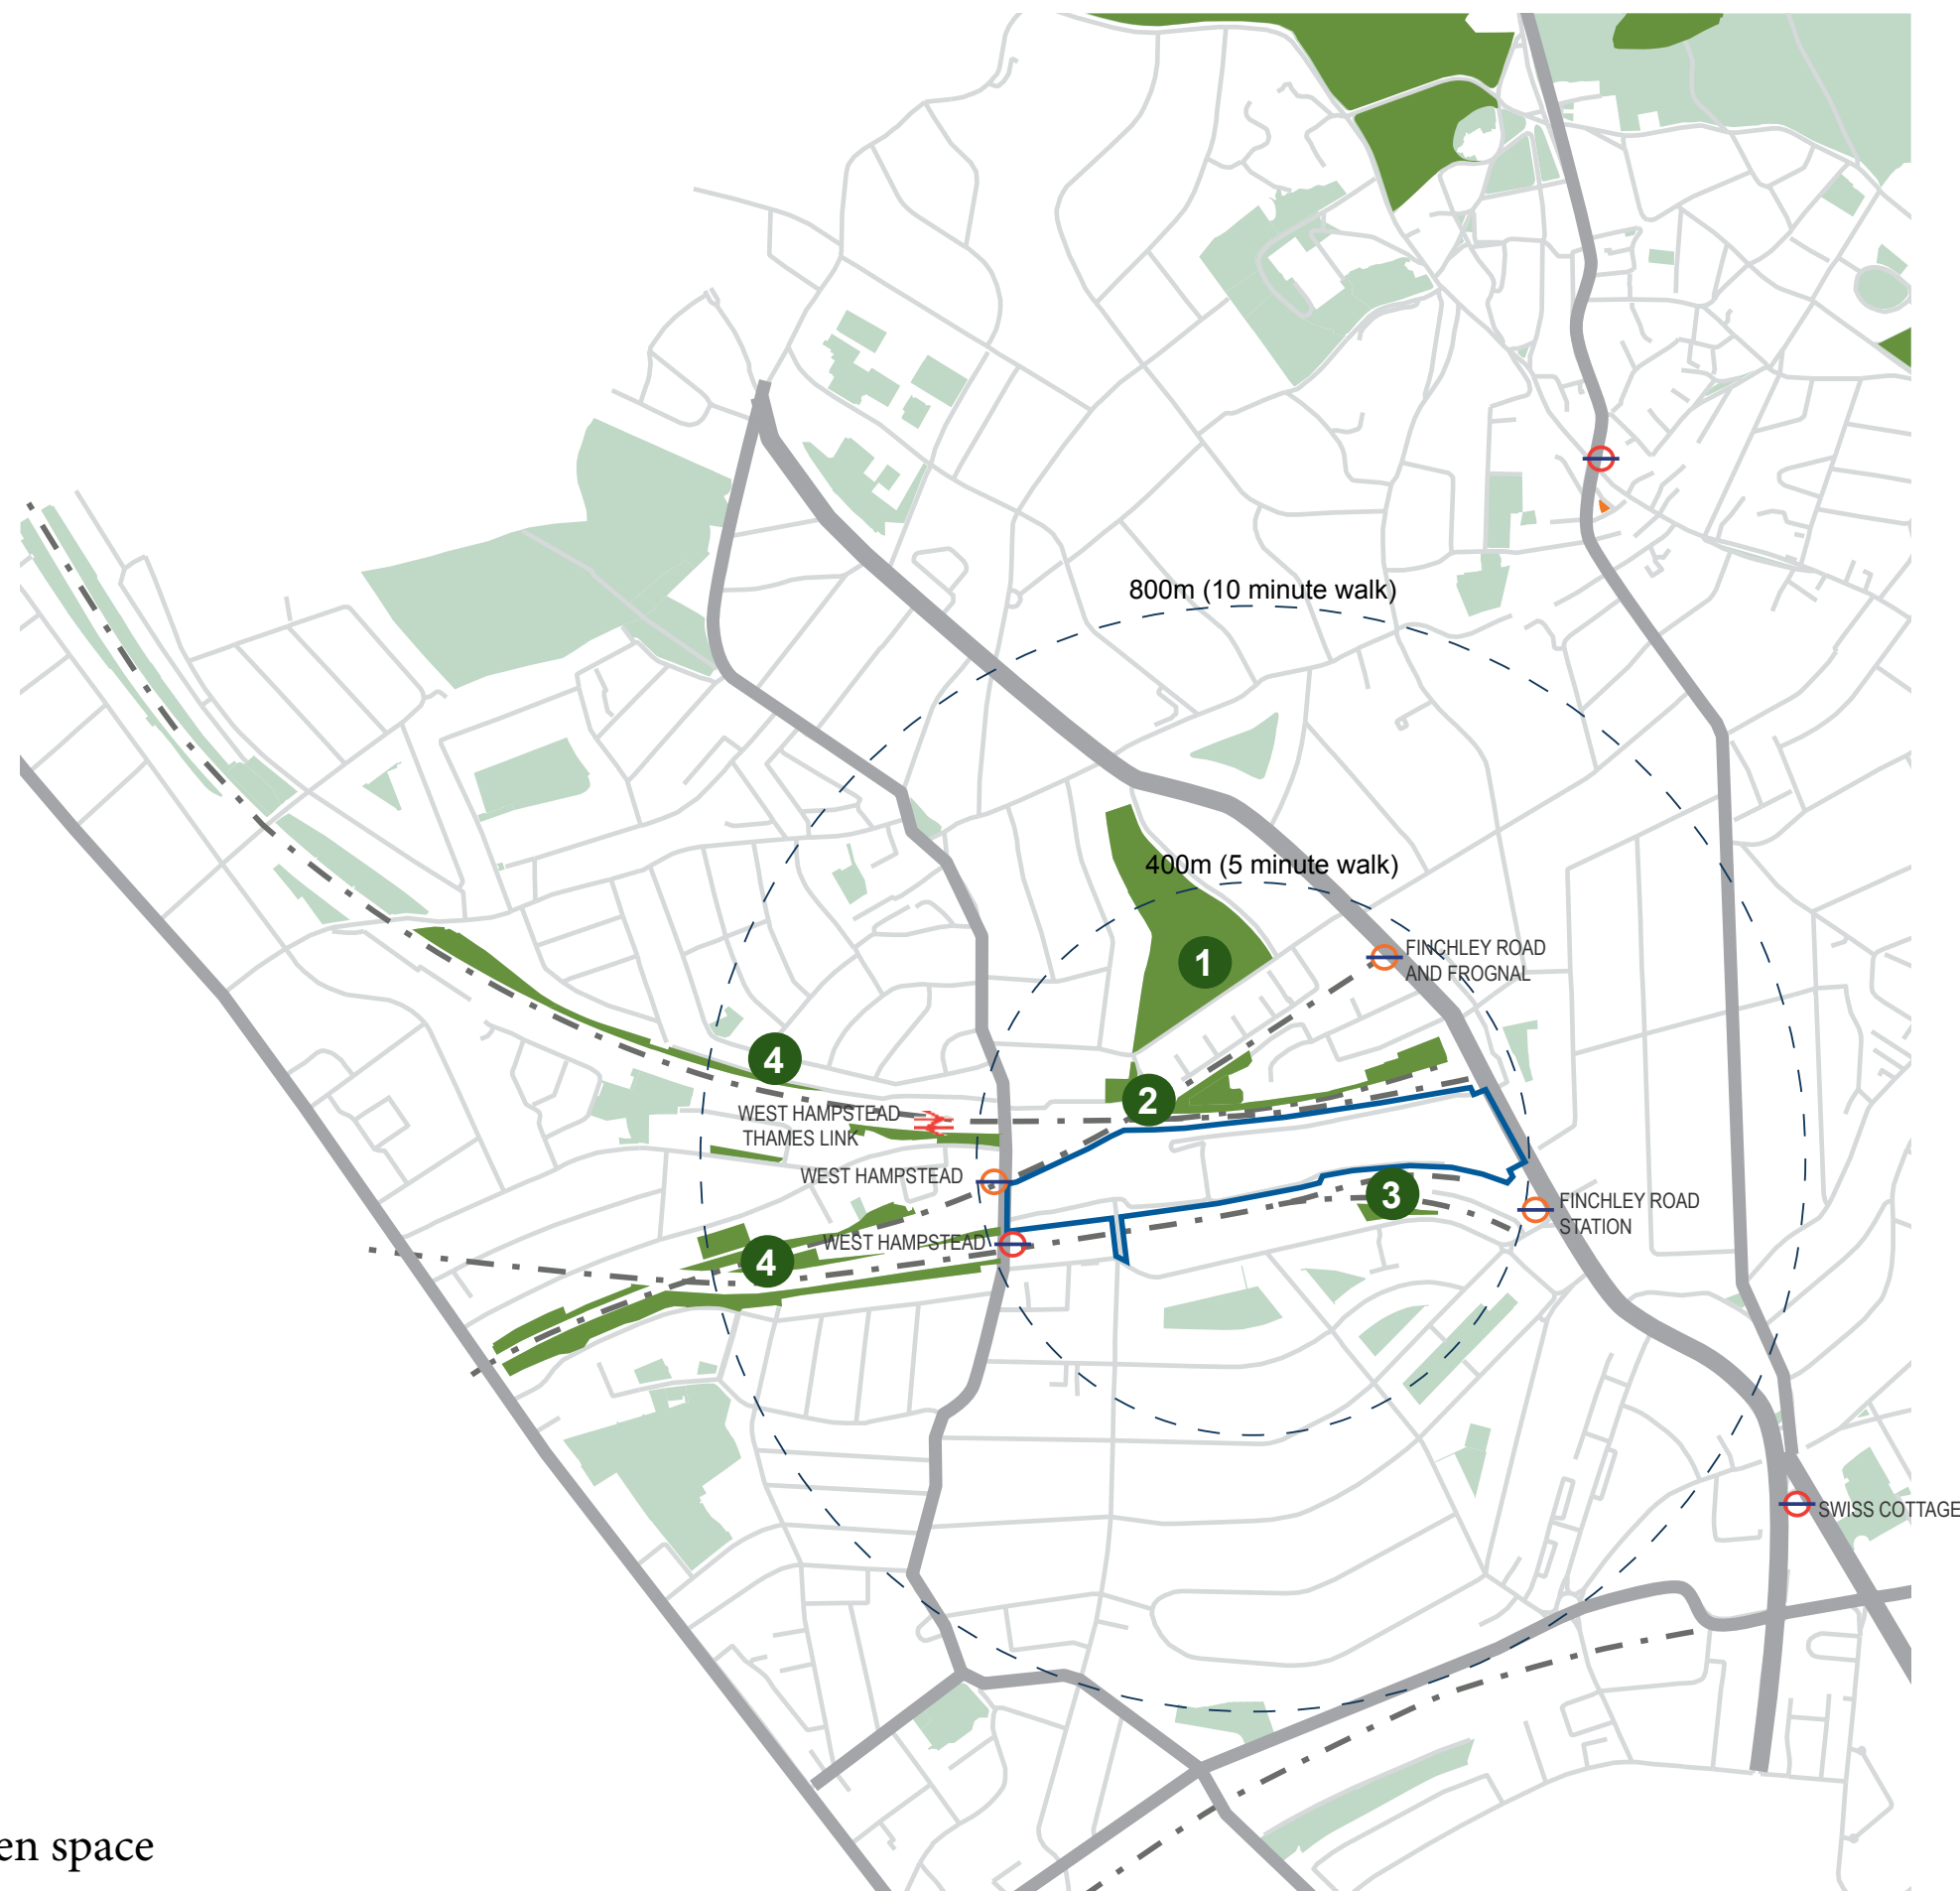 800m (10 minute walk)
400m (5 minute walk)
1
FINCHLEY ROAD
AND FROGNAL
4
2
WEST HAMPSTEAD
THAMES LINK
WEST HAMPSTEAD
3
FINCHLEY ROAD
STATION
WEST HAMPSTEAD
4
SWISS COTTAGE
en space